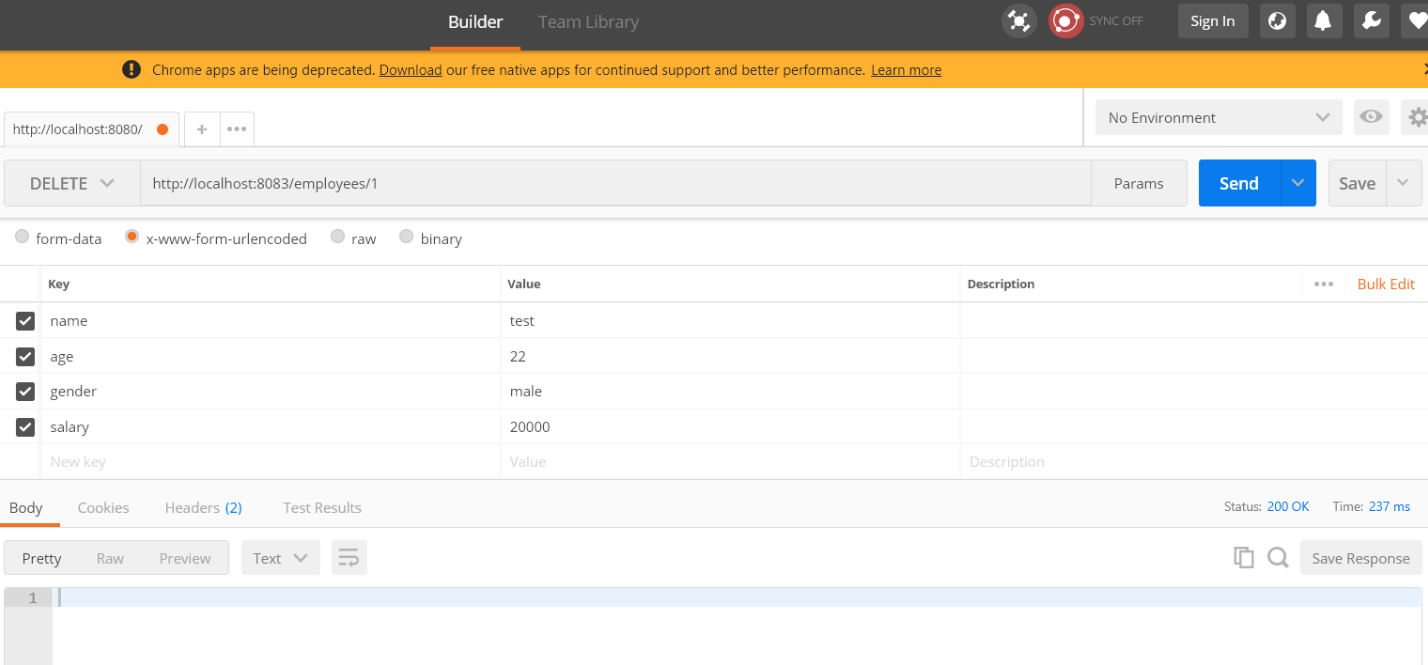 Builder Team Library SYNC OFF Sign In
Chrome apps are being deprecated. Download our free native apps for continued support and better performance. Learn more
http://localhost:8080/ + ••• No Environment
DELETE http://localhost:8083/employees/1 Params Send Save
form-data x-www-form-urlencoded raw binary
Key Value Description ••• Bulk Edit
name test
age 22
gender male
salary 20000
New key Value Description
Body Cookies Headers (2) Test Results Status: 200 OK Time: 237 ms
Pretty Raw Preview Text Save Response
1